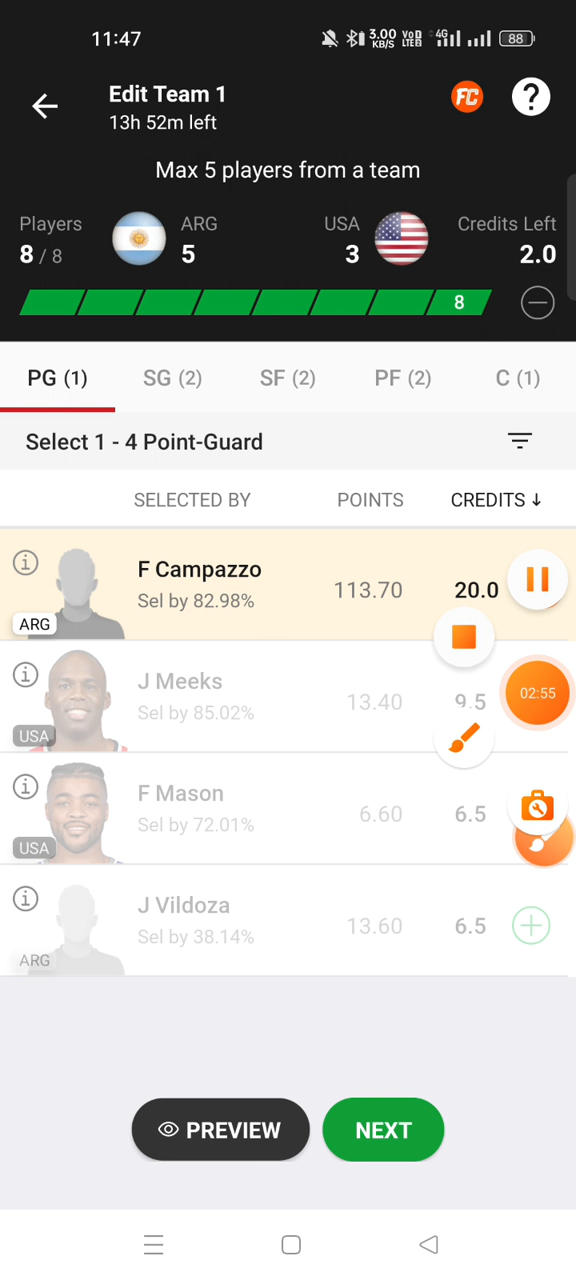 11:47
3.00 KB/S VoD LTE 4G 88
Edit Team 1
13h 52m left
FC ?
Max 5 players from a team
Players ARG USA Credits Left
8 / 8 5 3 2.0
8
PG (1) SG (2) SF (2) PF (2) C (1)
Select 1 - 4 Point-Guard
SELECTED BY POINTS CREDITS ↓
F Campazzo
Sel by 82.98% 113.70 20.0
ARG
J Meeks
Sel by 85.02% 13.40 9.5
USA
02:55
F Mason
Sel by 72.01% 6.60 6.5
USA
J Vildoza
Sel by 38.14% 13.60 6.5
ARG
PREVIEW NEXT